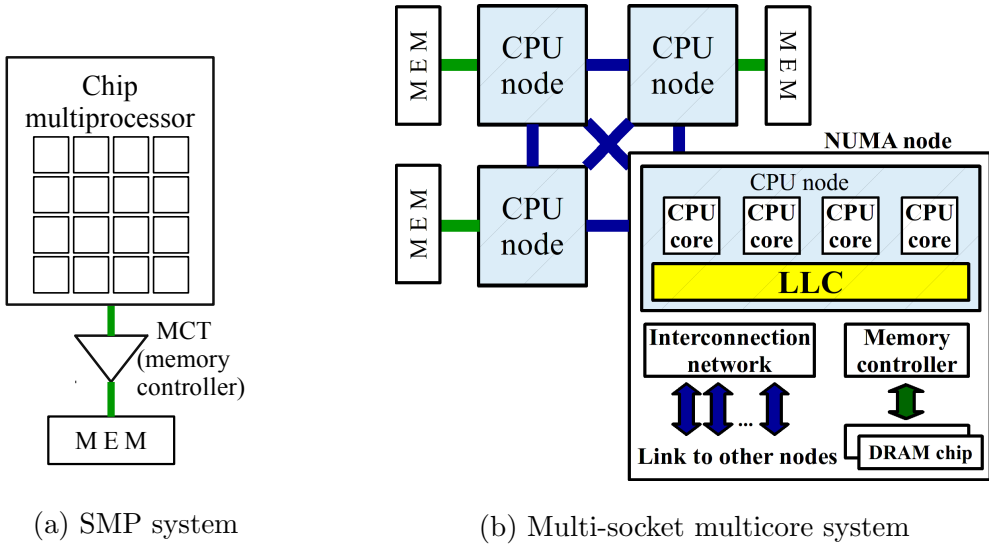 Chip
multiprocessor
MCT
(memory
controller)
M E M
(a) SMP system
M E M
CPU
node
CPU
node
M E M
M E M
CPU
node
NUMA node
CPU node
CPU
core
CPU
core
CPU
core
CPU
core
LLC
Interconnection
network
Memory
controller
...
Link to other nodes
DRAM chip
(b) Multi-socket multicore system